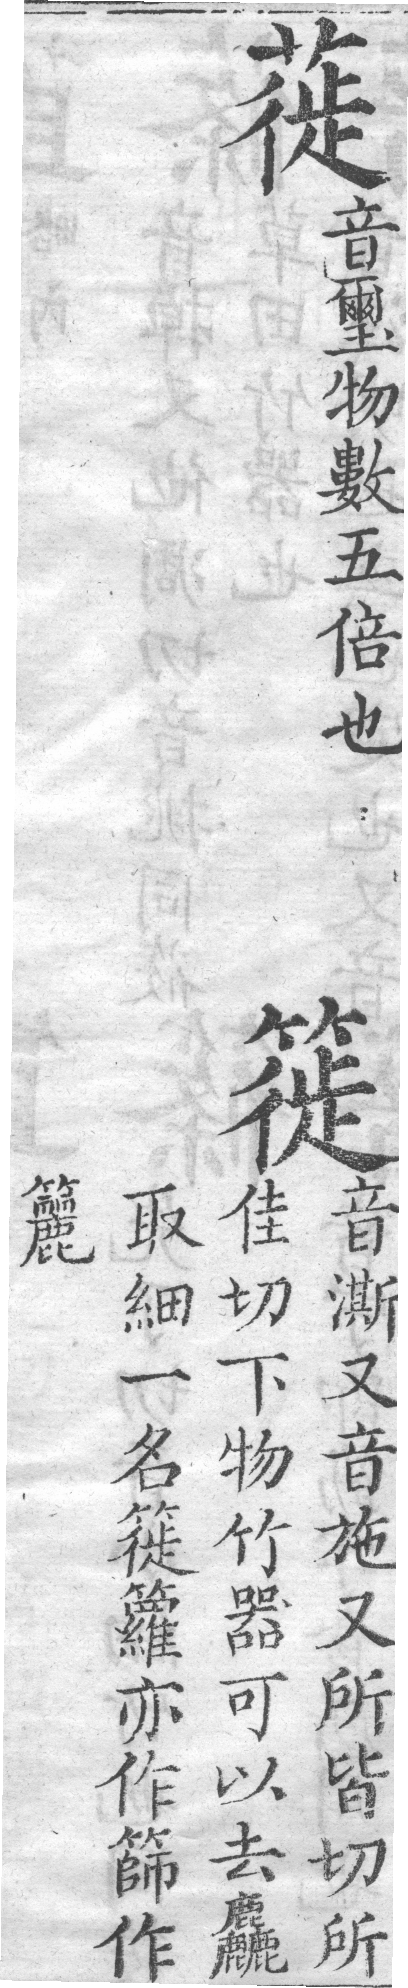 蓰音壐物數五倍也
簁音澌又音施又所皆切所
佳切下物竹器可以去麤
取細一名簁籮亦作篩作
籭